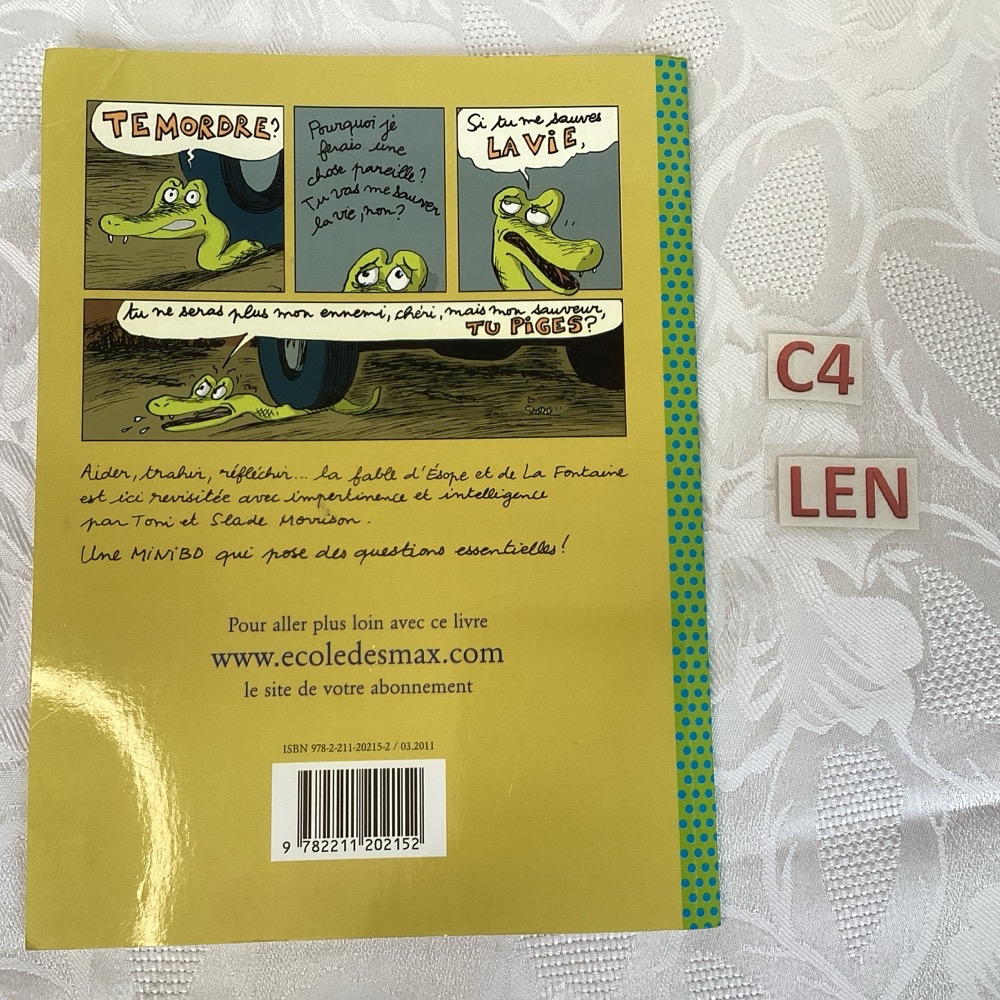 TE MORDRE?
Pourquoi je
ferais une
chose pareille?
Tu vas me sauver
la vie, non?
Si tu me sauves
LA ViE,
tu ne seras plus mon ennemi, chéri, mais mon sauveur,
TU PiGES?
Aider, trahir, réfléchir... la fable d'Ésope et de La Fontaine
est ici revisitée avec impertinence et intelligence
par Toni et Slade Morrison.
Une MiNiBD qui pose des questions essentielles!
Pour aller plus loin avec ce livre
www.ecoledesmax.com
le site de votre abonnement
ISBN 978-2-211-20215-2 / 03.2011
9 782211 202152
C4
LEN